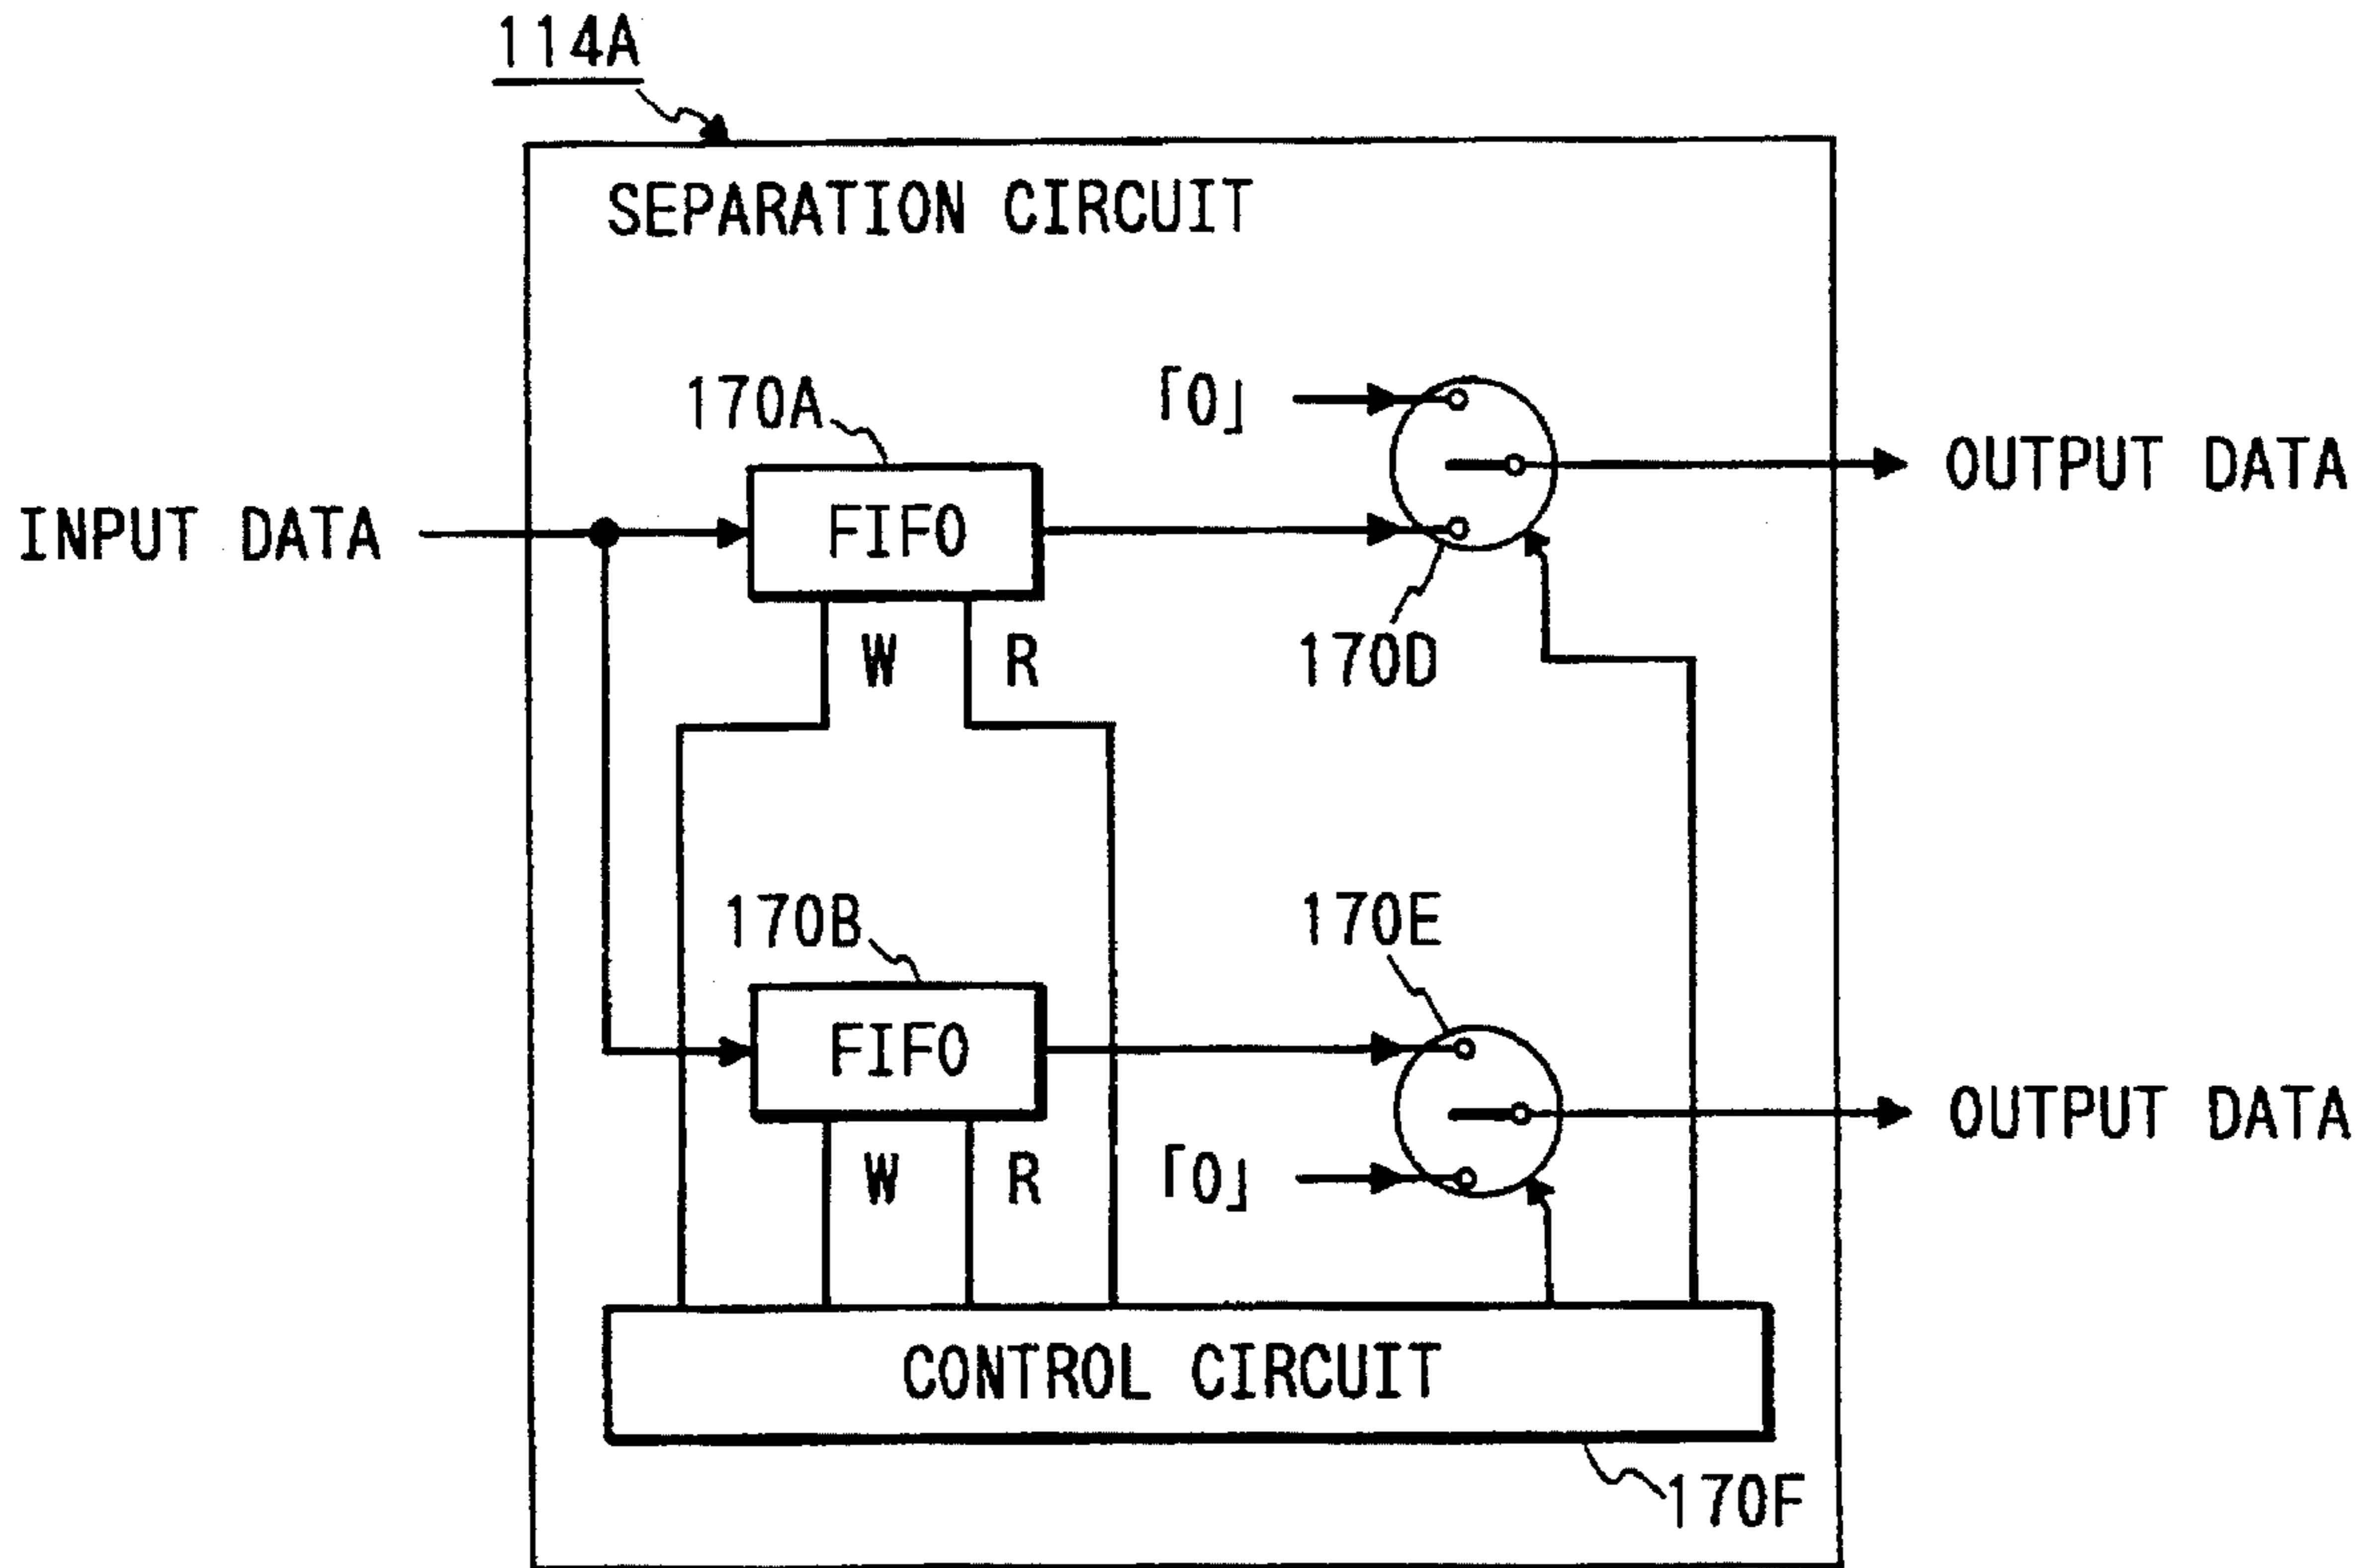 114A
SEPARATION CIRCUIT
170A
「0」
OUTPUT DATA
INPUT DATA
FIFO
W
R
170D
170B
170E
FIFO
OUTPUT DATA
W
R
「0」
CONTROL CIRCUIT
170F